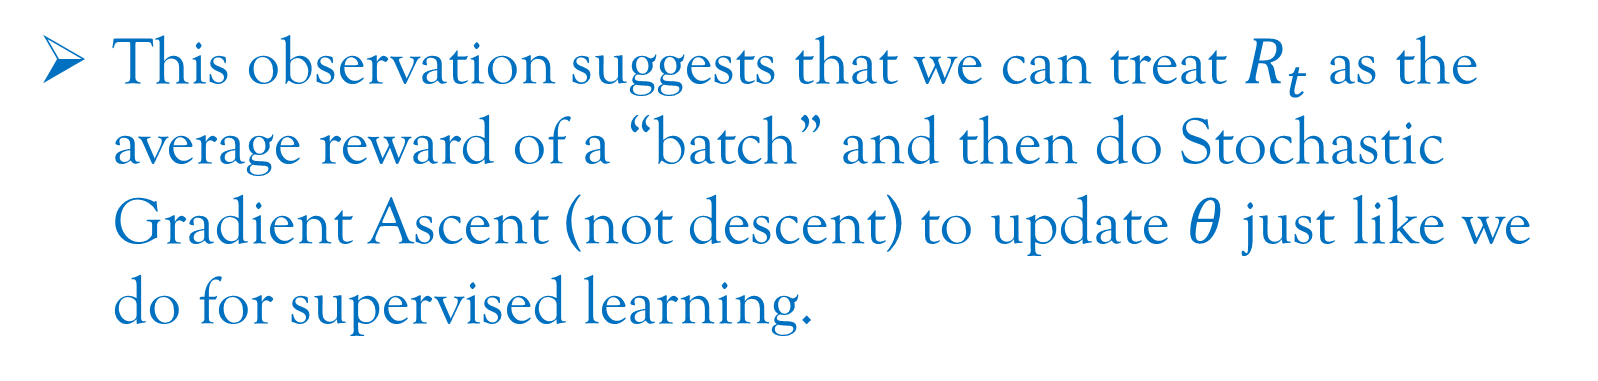 ➢ This observation suggests that we can treat R_t as the
average reward of a “batch” and then do Stochastic
Gradient Ascent (not descent) to update θ just like we
do for supervised learning.